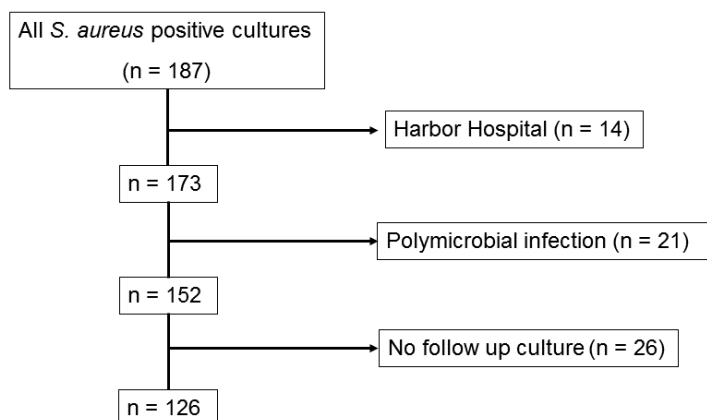 All S. aureus positive cultures
(n = 187)
Harbor Hospital (n = 14)
n = 173
Polymicrobial infection (n = 21)
n = 152
No follow up culture (n = 26)
n = 126